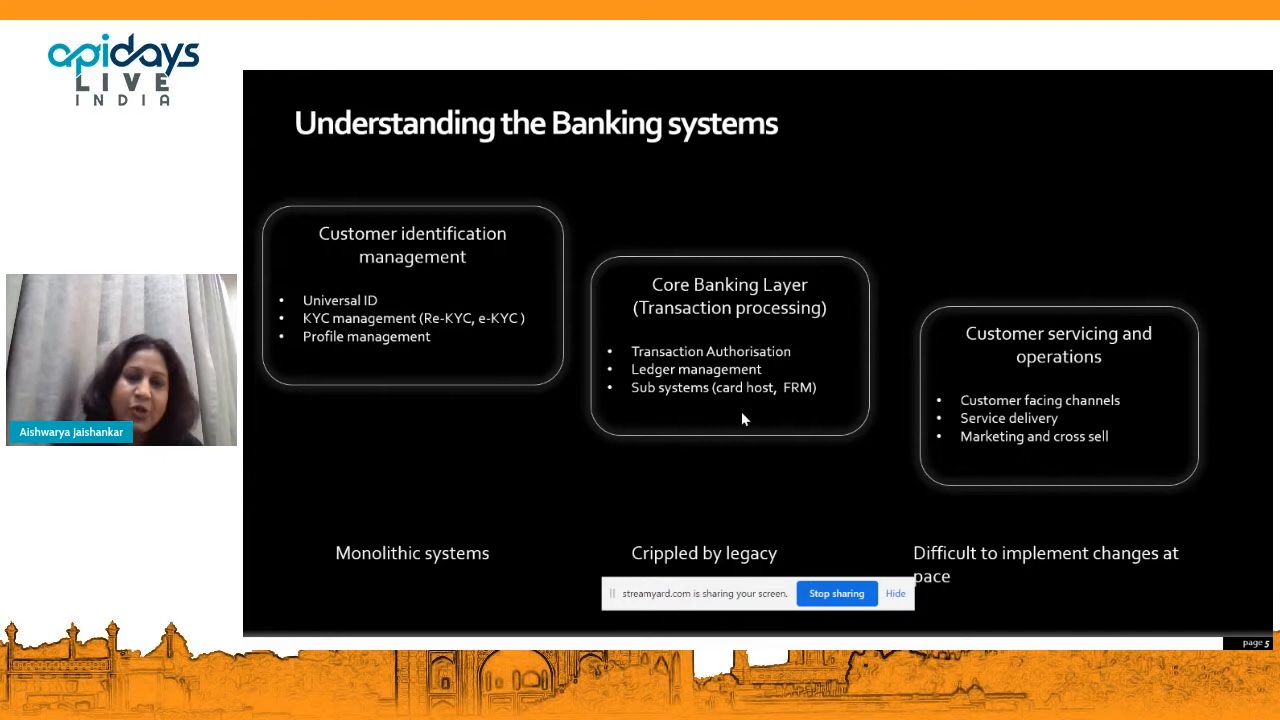 apidays
LIVE
INDIA
Understanding the Banking systems
Customer identification
management
• Universal ID
• KYC management (Re-KYC, e-KYC )
• Profile management
Core Banking Layer
(Transaction processing)
• Transaction Authorisation
• Ledger management
• Sub systems (card host, FRM)
Customer servicing and
operations
• Customer facing channels
• Service delivery
• Marketing and cross sell
Aishwarya Jaishankar
Monolithic systems
Crippled by legacy
Difficult to implement changes at
pace
streamyard.com is sharing your screen.
Stop sharing
Hide
page 5